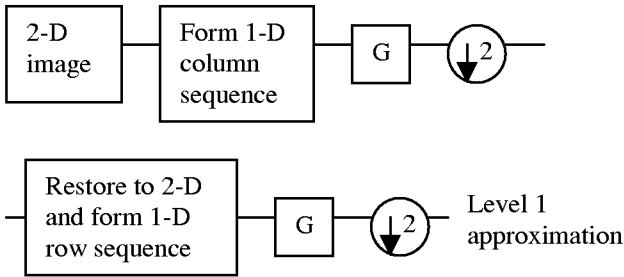 2-D
image
Form 1-D
column
sequence
G
2
Restore to 2-D
and form 1-D
row sequence
G
2
Level 1
approximation